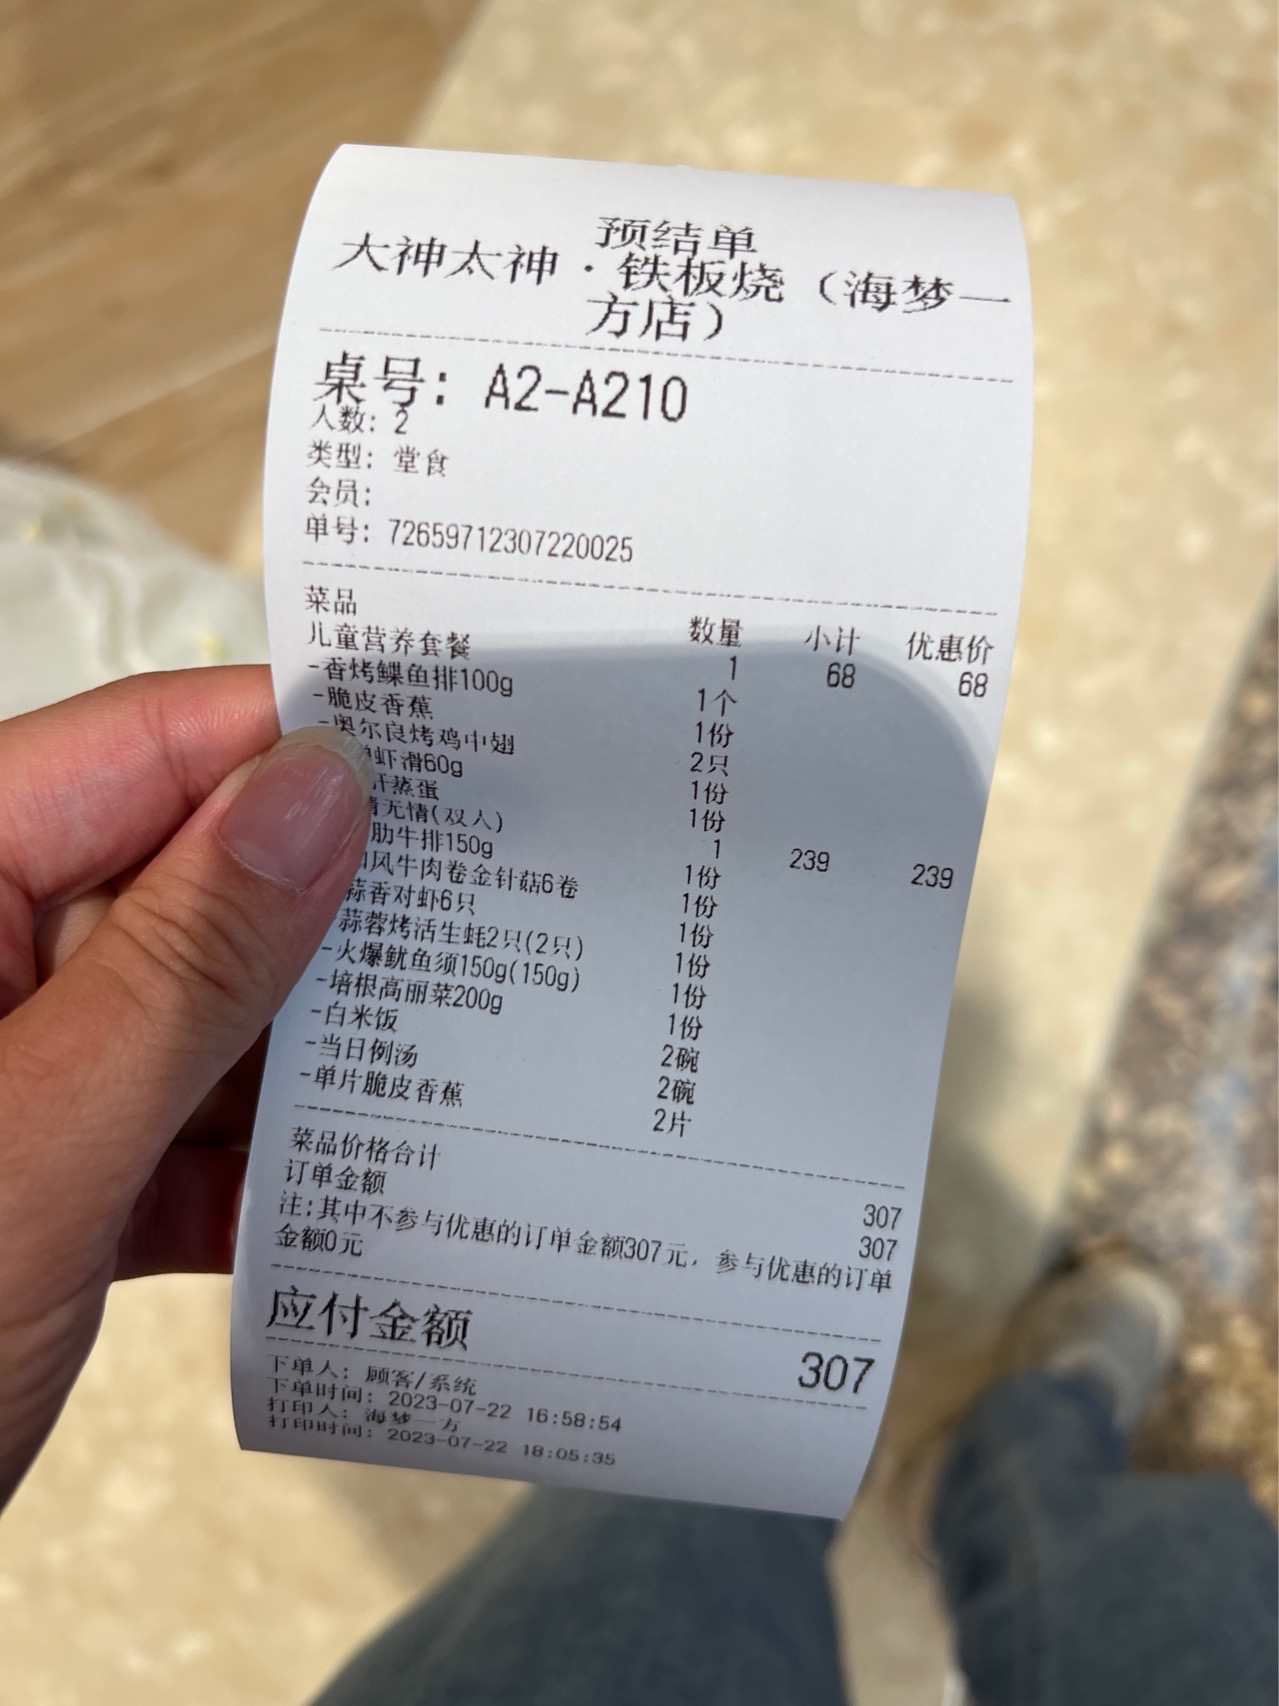 预结单
大神太神·铁板烧（海梦一
方店）
桌号: A2-A210
人数: 2
类型: 堂食
会员:
单号: 72659712307220025
菜品 数量 小计 优惠价
儿童营养套餐 1 68 68
-香烤鲽鱼排100g 1个
-脆皮香蕉 1份
-奥尔良烤鸡中翅 2只
虾滑60g 1份
蒸蛋 1份
无情(双人) 1 239 239
肋牛排150g 1份
风牛肉卷金针菇6卷 1份
蒜香对虾6只 1份
蒜蓉烤活生蚝2只(2只) 1份
-火爆鱿鱼须150g(150g) 1份
-培根高丽菜200g 1份
-白米饭 2碗
-当日例汤 2碗
-单片脆皮香蕉 2片
菜品价格合计 307
订单金额 307
注:其中不参与优惠的订单金额307元，参与优惠的订单
金额0元
应付金额 307
下单人: 顾客/系统
下单时间: 2023-07-22 16:58:54
打印人: 海梦一方
打印时间: 2023-07-22 18:05:35